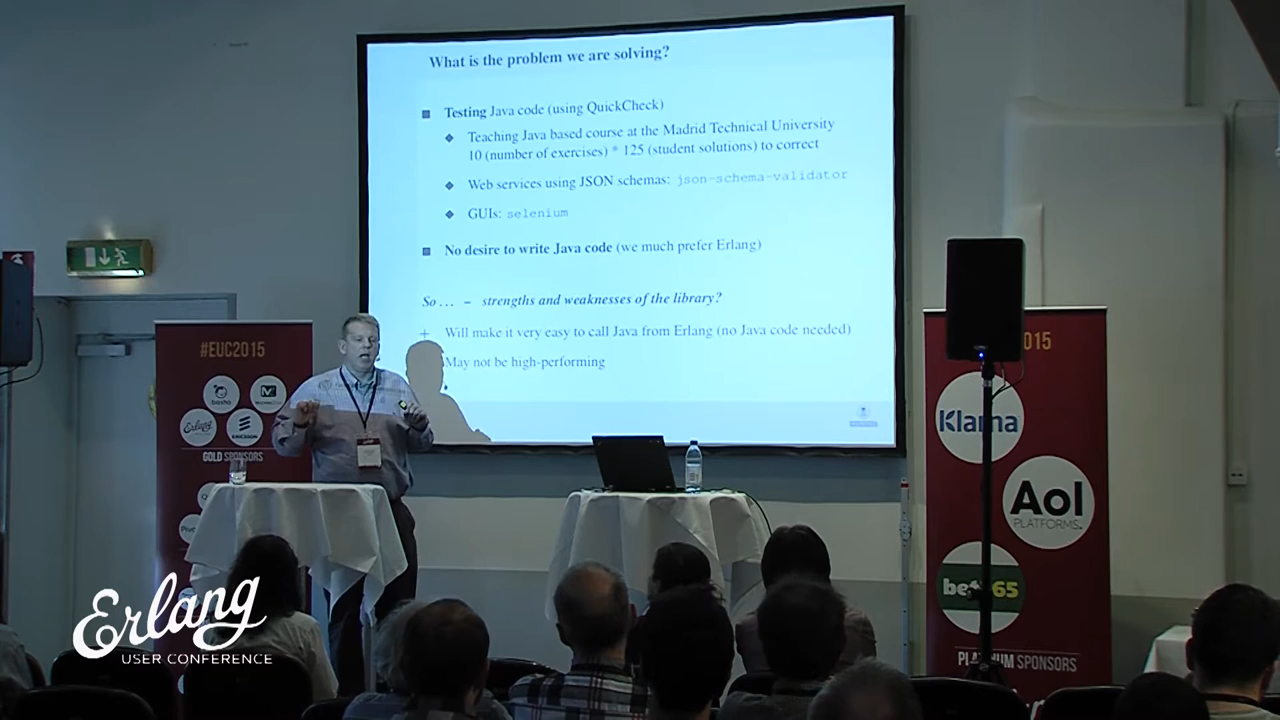 What is the problem we are solving?
Testing Java code (using QuickCheck)
Teaching Java based course at the Madrid Technical University
10 (number of exercises) * 125 (student solutions) to correct
Web services using JSON schemas: json-schema-validator
GUIs: selenium
No desire to write Java code (we much prefer Erlang)
So ... – strengths and weaknesses of the library?
+ Will make it very easy to call Java from Erlang (no Java code needed)
May not be high-performing
#EUC2015
Erlang
ERICSSON
GOLD SPONSORS
015
Klarna
Aol
PLATFORMS.
bet365
PLATINUM SPONSORS
Erlang
USER CONFERENCE